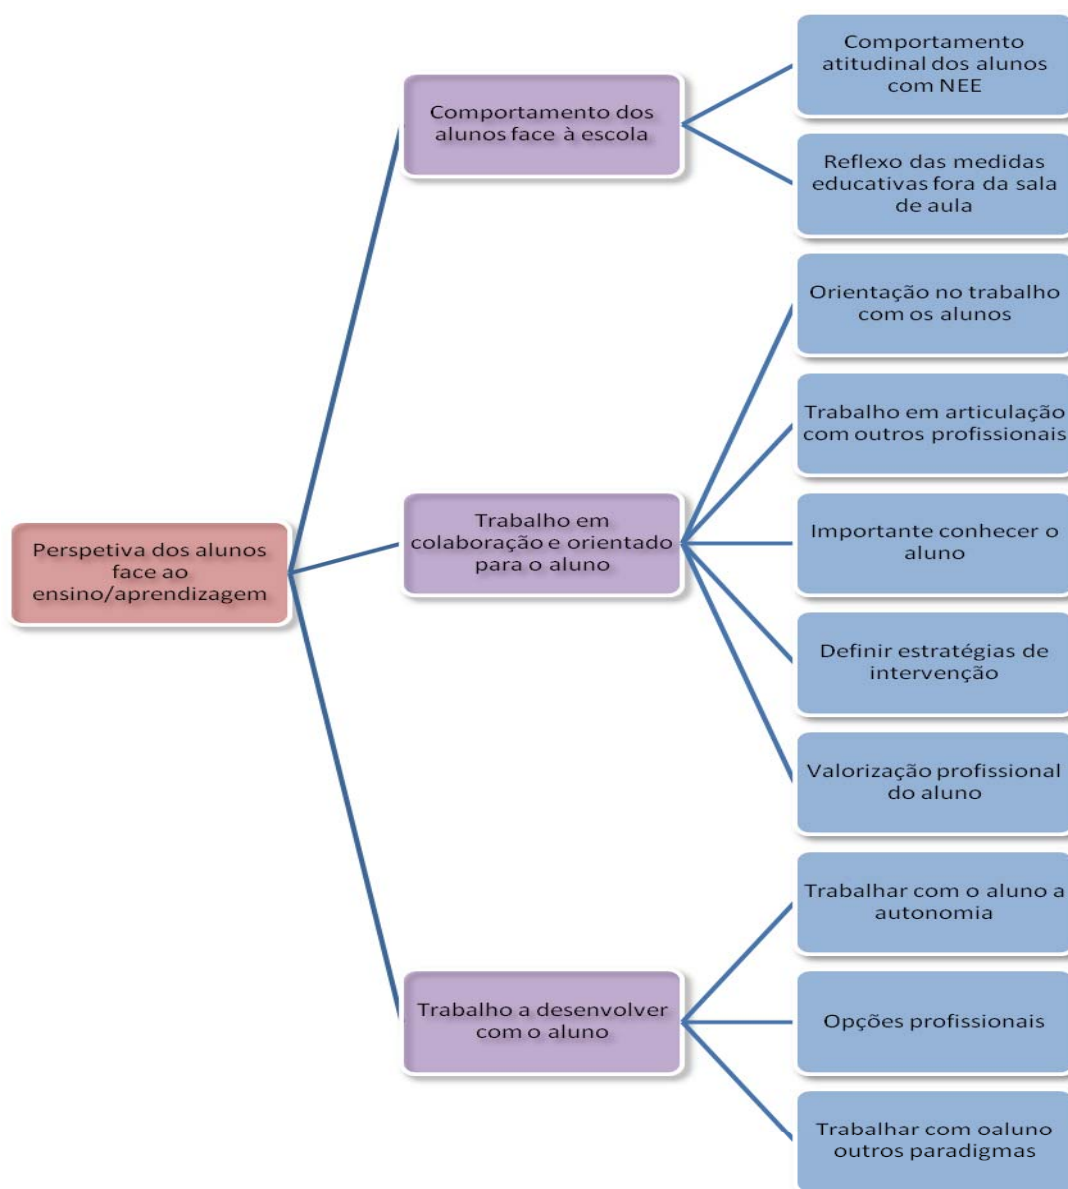 Perspetiva dos alunos
face ao
ensino/aprendizagem
Comportamento dos
alunos face à escola
Comportamento
atitudinal dos alunos
com NEE
Reflexo das medidas
educativas fora da sala
de aula
Trabalho em
colaboração e orientado
para o aluno
Orientação no trabalho
com os alunos
Trabalho em articulação
com outros profissionais
Importante conhecer o
aluno
Definir estratégias de
intervenção
Valorização profissional
do aluno
Trabalho a desenvolver
com o aluno
Trabalhar com o aluno a
autonomia
Opções profissionais
Trabalhar com oaluno
outros paradigmas